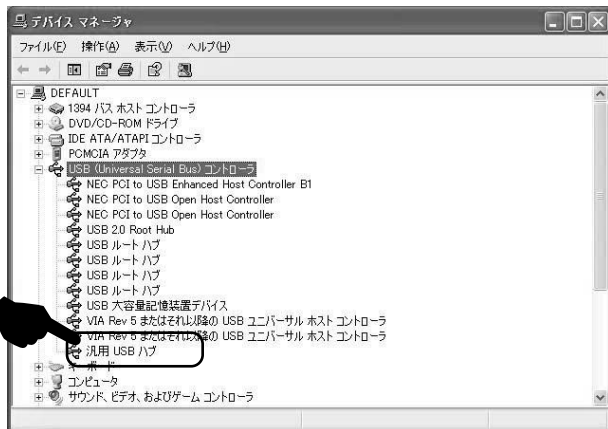 デバイス マネージャ
ファイル(F) 操作(A) 表示(V) ヘルプ(H)
DEFAULT
1394 バス ホスト コントローラ
DVD/CD-ROM ドライブ
IDE ATA/ATAPI コントローラ
PCMCIA アダプタ
USB (Universal Serial Bus) コントローラ
NEC PCI to USB Enhanced Host Controller B1
NEC PCI to USB Open Host Controller
NEC PCI to USB Open Host Controller
USB 2.0 Root Hub
USB ルート ハブ
USB ルート ハブ
USB ルート ハブ
USB ルート ハブ
USB 大容量記憶装置デバイス
VIA Rev 5 またはそれ以降の USB ユニバーサル ホスト コントローラ
VIA Rev 5 またはそれ以降の USB ユニバーサル ホスト コントローラ
汎用 USB ハブ
キーボード
コンピュータ
サウンド、ビデオ、およびゲーム コントローラ